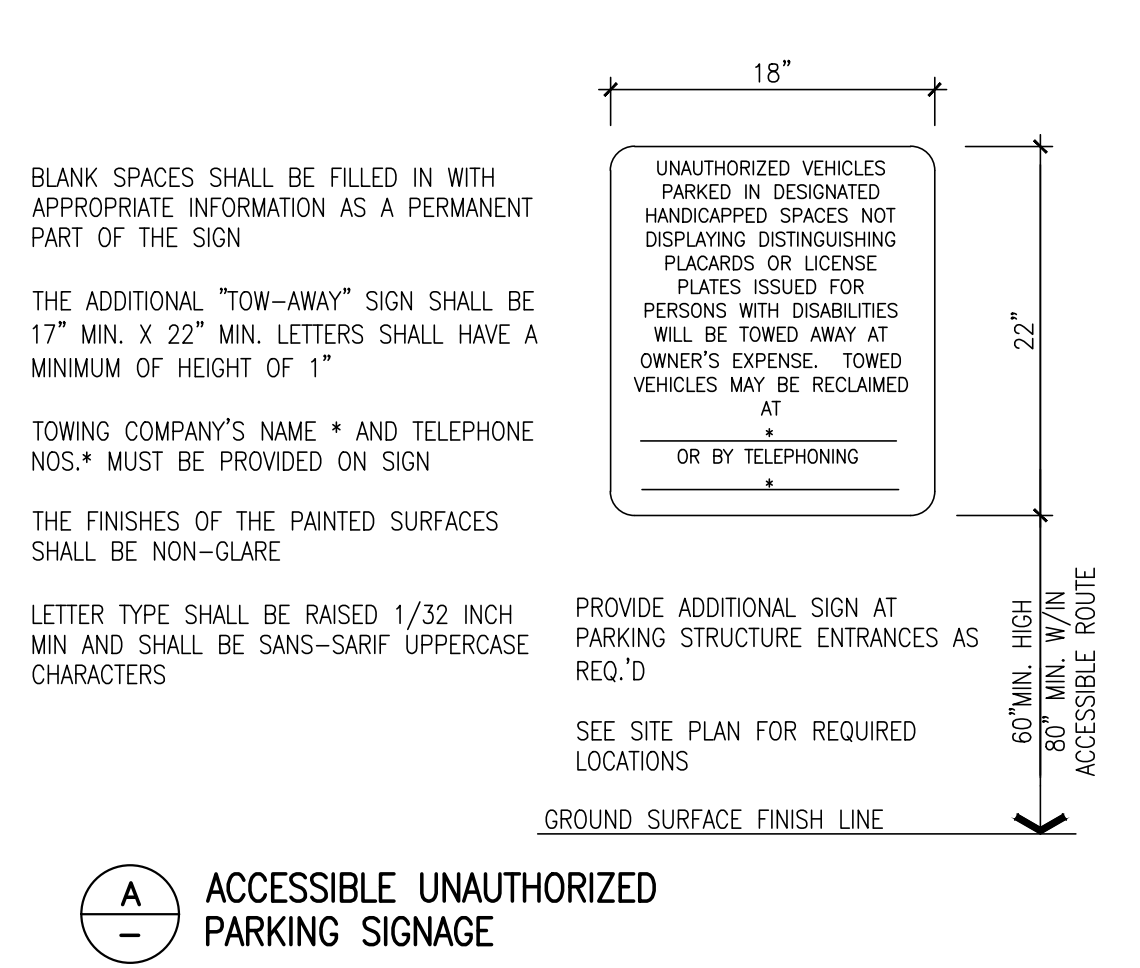 BLANK SPACES SHALL BE FILLED IN WITH
APPROPRIATE INFORMATION AS A PERMANENT
PART OF THE SIGN
THE ADDITIONAL "TOW-AWAY" SIGN SHALL BE
17" MIN. X 22" MIN. LETTERS SHALL HAVE A
MINIMUM OF HEIGHT OF 1"
TOWING COMPANY'S NAME * AND TELEPHONE
NOS.* MUST BE PROVIDED ON SIGN
THE FINISHES OF THE PAINTED SURFACES
SHALL BE NON-GLARE
LETTER TYPE SHALL BE RAISED 1/32 INCH
MIN AND SHALL BE SANS-SARIF UPPERCASE
CHARACTERS
18"
UNAUTHORIZED VEHICLES
PARKED IN DESIGNATED
HANDICAPPED SPACES NOT
DISPLAYING DISTINGUISHING
PLACARDS OR LICENSE
PLATES ISSUED FOR
PERSONS WITH DISABILITIES
WILL BE TOWED AWAY AT
OWNER'S EXPENSE. TOWED
VEHICLES MAY BE RECLAIMED
AT
*
OR BY TELEPHONING
*
22"
PROVIDE ADDITIONAL SIGN AT
PARKING STRUCTURE ENTRANCES AS
REQ.'D
SEE SITE PLAN FOR REQUIRED
LOCATIONS
60"MIN. HIGH
80" MIN. W/IN
ACCESSIBLE ROUTE
GROUND SURFACE FINISH LINE
A
-
ACCESSIBLE UNAUTHORIZED
PARKING SIGNAGE